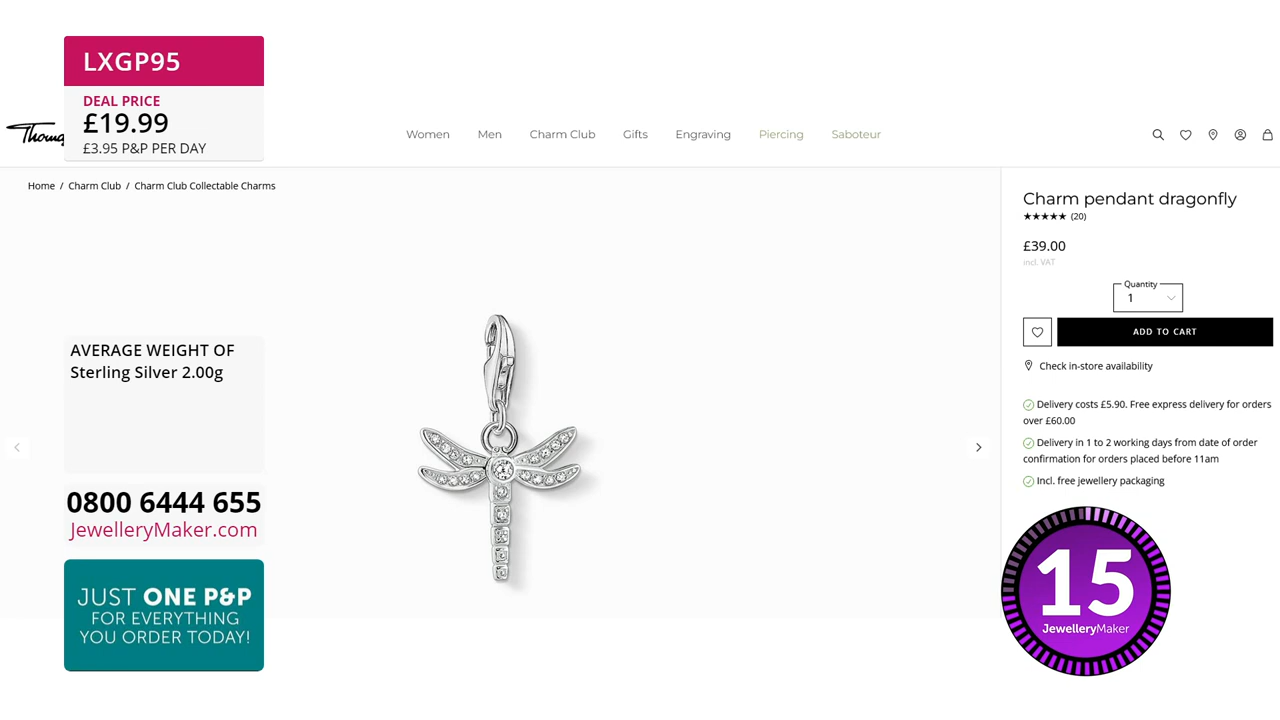 LXGP95
DEAL PRICE
£19.99
£3.95 P&P PER DAY
Women Men Charm Club Gifts Engraving Piercing Saboteur
Home / Charm Club / Charm Club Collectable Charms
Charm pendant dragonfly
★★★★★ (20)
£39.00
incl. VAT
Quantity
1
ADD TO CART
Check in-store availability
Delivery costs £5.90. Free express delivery for orders
over £60.00
Delivery in 1 to 2 working days from date of order
confirmation for orders placed before 11am
Incl. free jewellery packaging
AVERAGE WEIGHT OF
Sterling Silver 2.00g
0800 6444 655
JewelleryMaker.com
JUST ONE P&P
FOR EVERYTHING
YOU ORDER TODAY!
15
JewelleryMaker